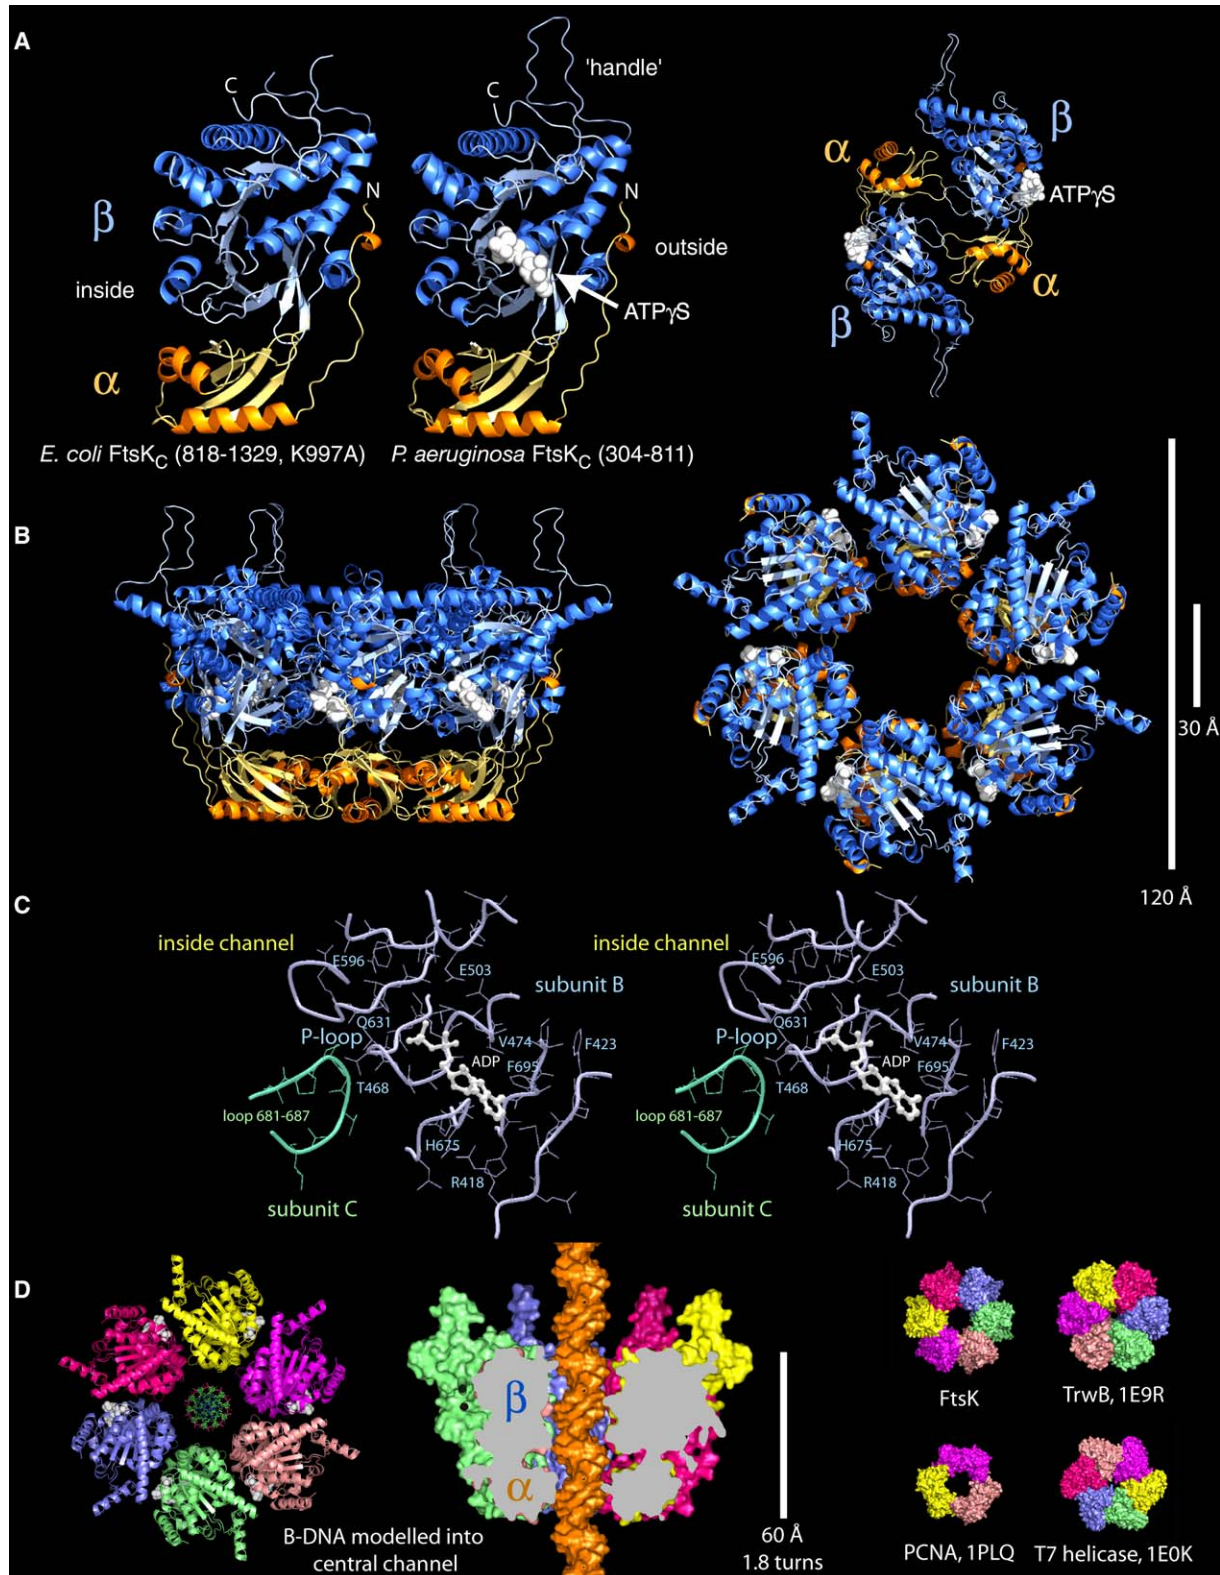 A
C
C
'handle'
N
N
β
inside
outside
ATPγS
α
E. coli FtsKC (818-1329, K997A)
P. aeruginosa FtsKC (304-811)
β
α
ATPγS
α
β
B
30 Å
120 Å
C
inside channel
E596
E503
subunit B
Q631
P-loop
V474
F423
ADP
F695
T468
loop 681-687
H675
R418
subunit C
inside channel
E596
E503
subunit B
Q631
P-loop
V474
F423
ADP
F695
T468
loop 681-687
H675
R418
subunit C
D
B-DNA modelled into
central channel
β
α
60 Å
1.8 turns
FtsK
TrwB, 1E9R
PCNA, 1PLQ
T7 helicase, 1E0K